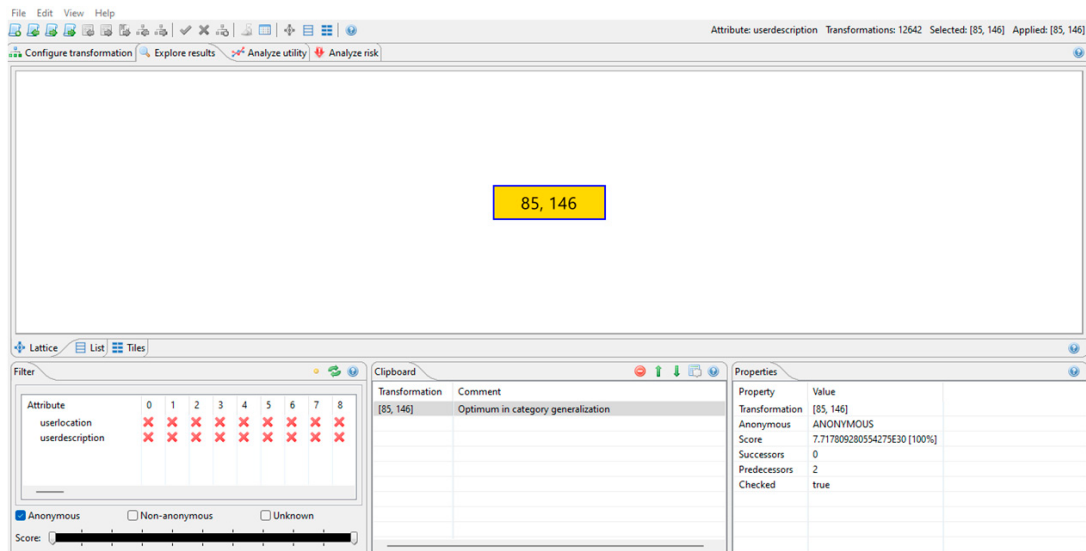 File Edit View Help
Attribute: userdescription Transformations: 12642 Selected: [85, 146] Applied: [85, 146]
Configure transformation Explore results Analyze utility Analyze risk
85, 146
Lattice List Tiles
Filter
Attribute 0 1 2 3 4 5 6 7 8
userlocation
userdescription
Anonymous Non-anonymous Unknown
Score:
Clipboard
Transformation Comment
[85, 146] Optimum in category generalization
Properties
Property Value
Transformation [85, 146]
Anonymous ANONYMOUS
Score 7.717809280554275E30 [100%]
Successors 0
Predecessors 2
Checked true